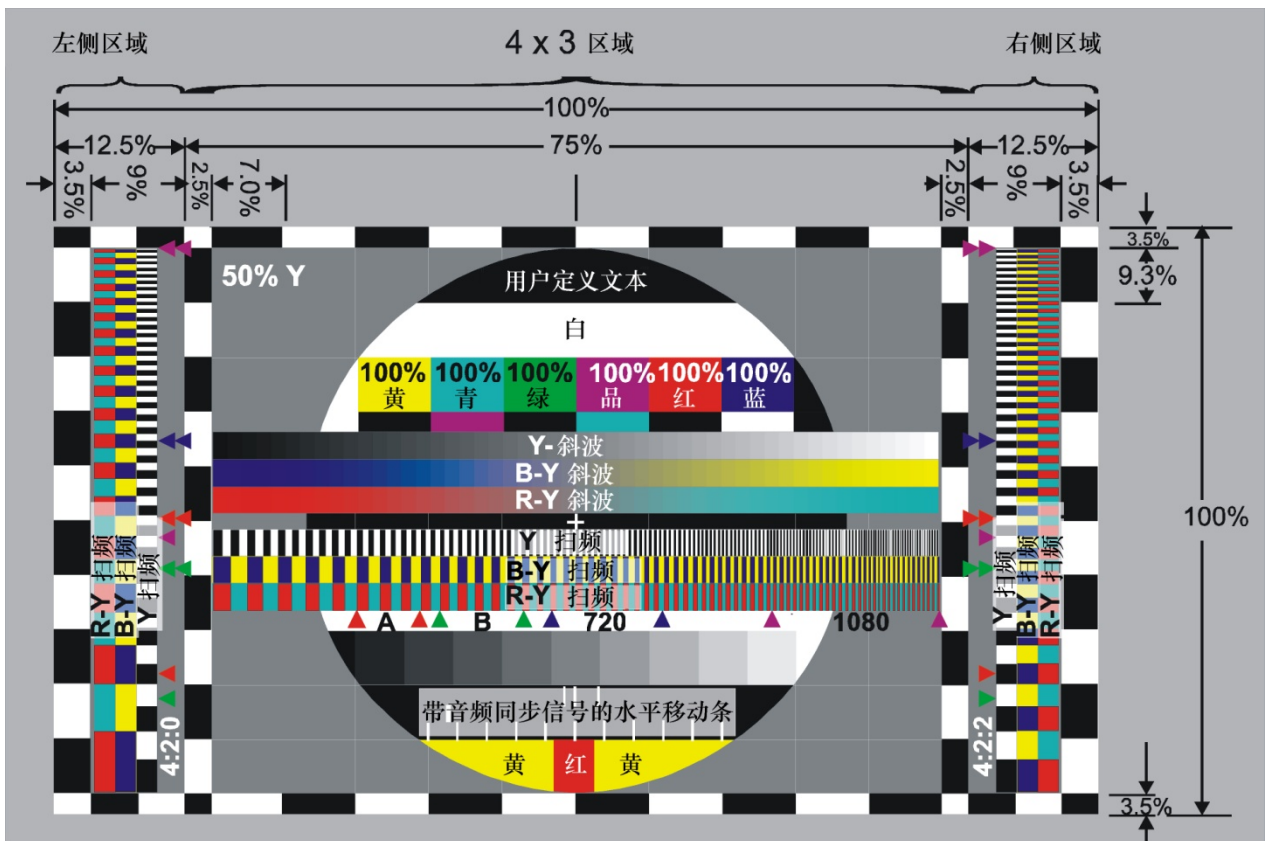 左侧区域
4 x 3 区域
右侧区域
100%
12.5%
75%
12.5%
3.5%
9%
2.5%
7.0%
2.5%
9%
3.5%
3.5%
9.3%
50% Y
用户定义文本
白
100% 100% 100% 100% 100% 100%
黄 青 绿 品 红 蓝
Y- 斜波
B-Y 斜波
R-Y 斜波
100%
Y 扫频
B-Y 扫频
R-Y 扫频
R-Y 扫频
B-Y 扫频
Y 扫频
Y 扫频
B-Y 扫频
R-Y 扫频
A B 720 1080
带音频同步信号的水平移动条
4:2:0
4:2:2
黄 红 黄
3.5%